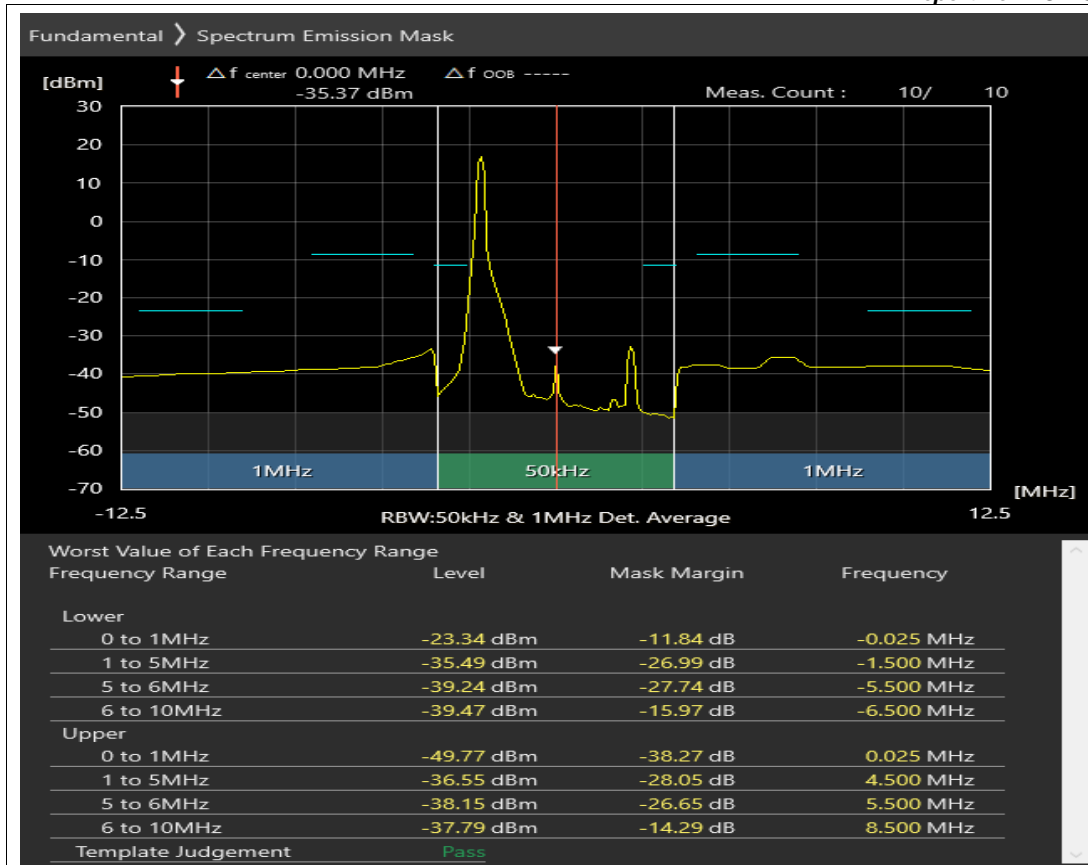 Fundamental ❯ Spectrum Emission Mask
[dBm]
△f center 0.000 MHz △f OOB -----
-35.37 dBm
Meas. Count : 10/ 10
30
20
10
0
-10
-20
-30
-40
-50
-60
-70
1MHz 50kHz 1MHz
[MHz]
-12.5 RBW:50kHz & 1MHz Det. Average 12.5
Worst Value of Each Frequency Range
Frequency Range Level Mask Margin Frequency
Lower
0 to 1MHz -23.34 dBm -11.84 dB -0.025 MHz
1 to 5MHz -35.49 dBm -26.99 dB -1.500 MHz
5 to 6MHz -39.24 dBm -27.74 dB -5.500 MHz
6 to 10MHz -39.47 dBm -15.97 dB -6.500 MHz
Upper
0 to 1MHz -49.77 dBm -38.27 dB 0.025 MHz
1 to 5MHz -36.55 dBm -28.05 dB 4.500 MHz
5 to 6MHz -38.15 dBm -26.65 dB 5.500 MHz
6 to 10MHz -37.79 dBm -14.29 dB 8.500 MHz
Template Judgement Pass